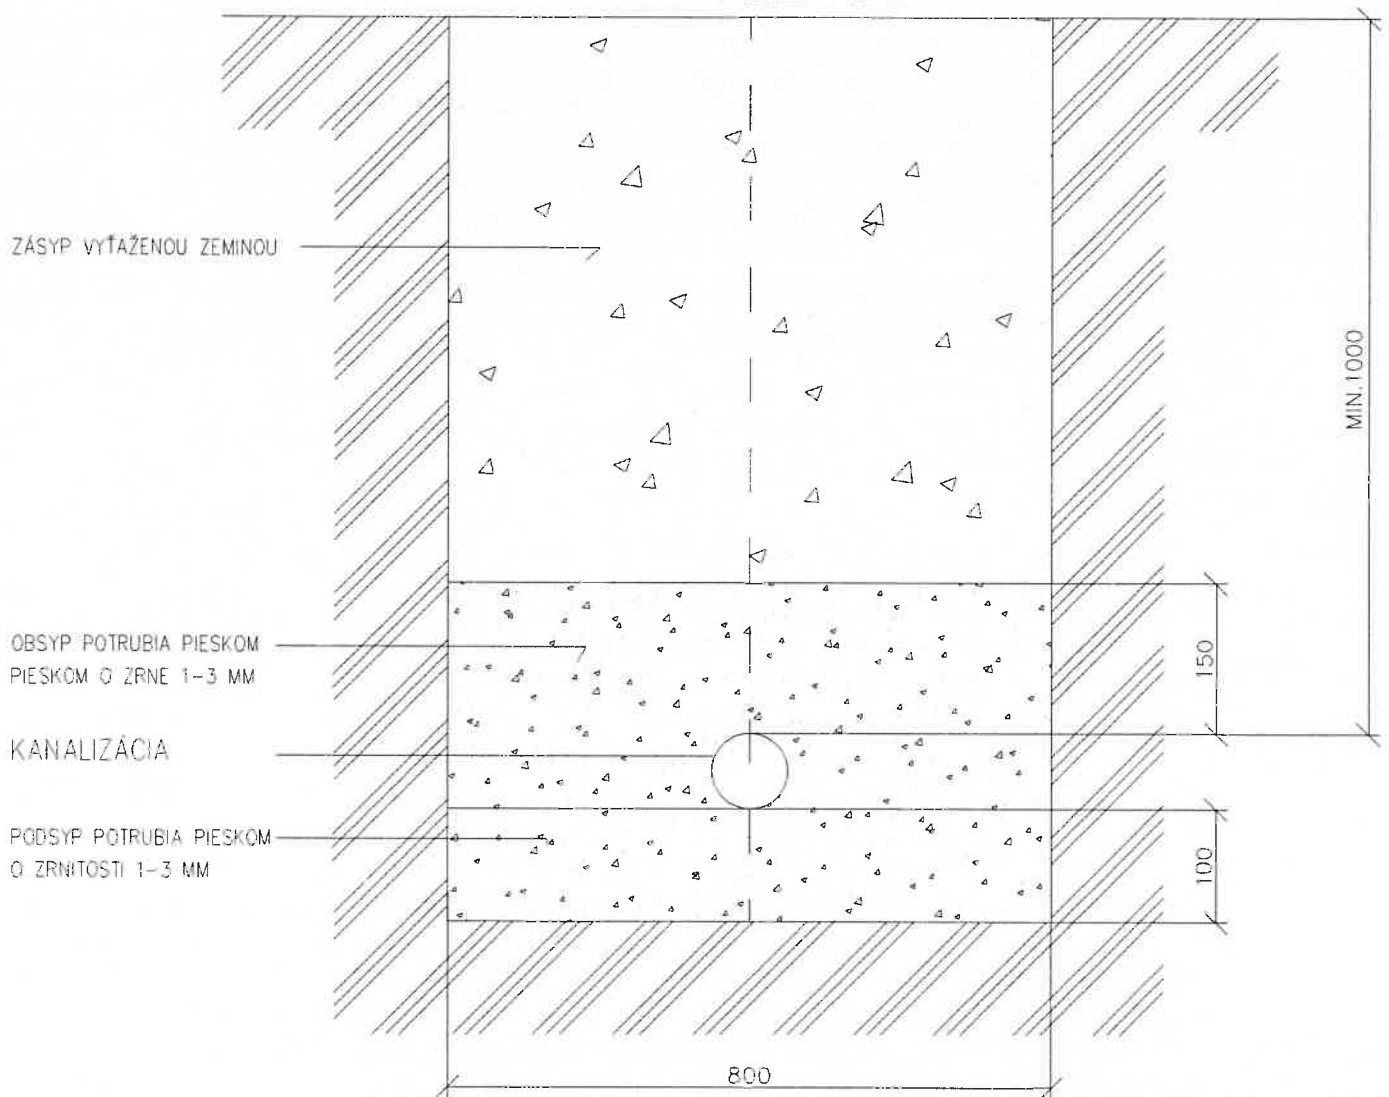 ZÁSYP VYŤAŽENOU ZEMINOU
MIN.1000
OBSYP POTRUBIA PIESKOM
PIESKOM O ZRNE 1-3 MM
150
KANALIZÁCIA
PODSYP POTRUBIA PIESKOM
O ZRNITOSTI 1-3 MM
100
800